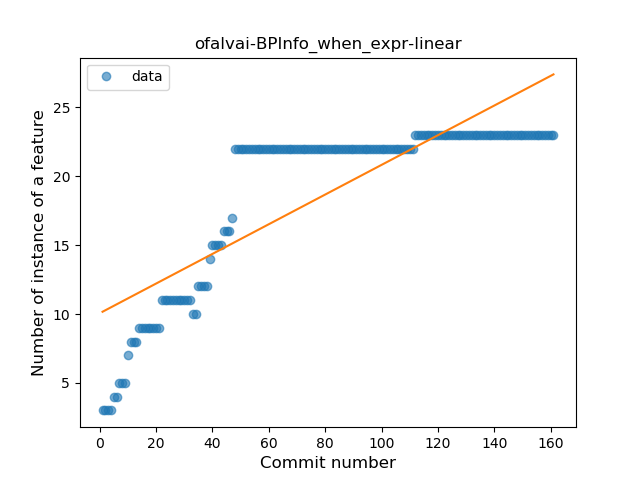 ofalvai-BPInfo_when_expr-linear
data
Number of instance of a feature
25
20
15
10
5
0 20 40 60 80 100 120 140 160
Commit number